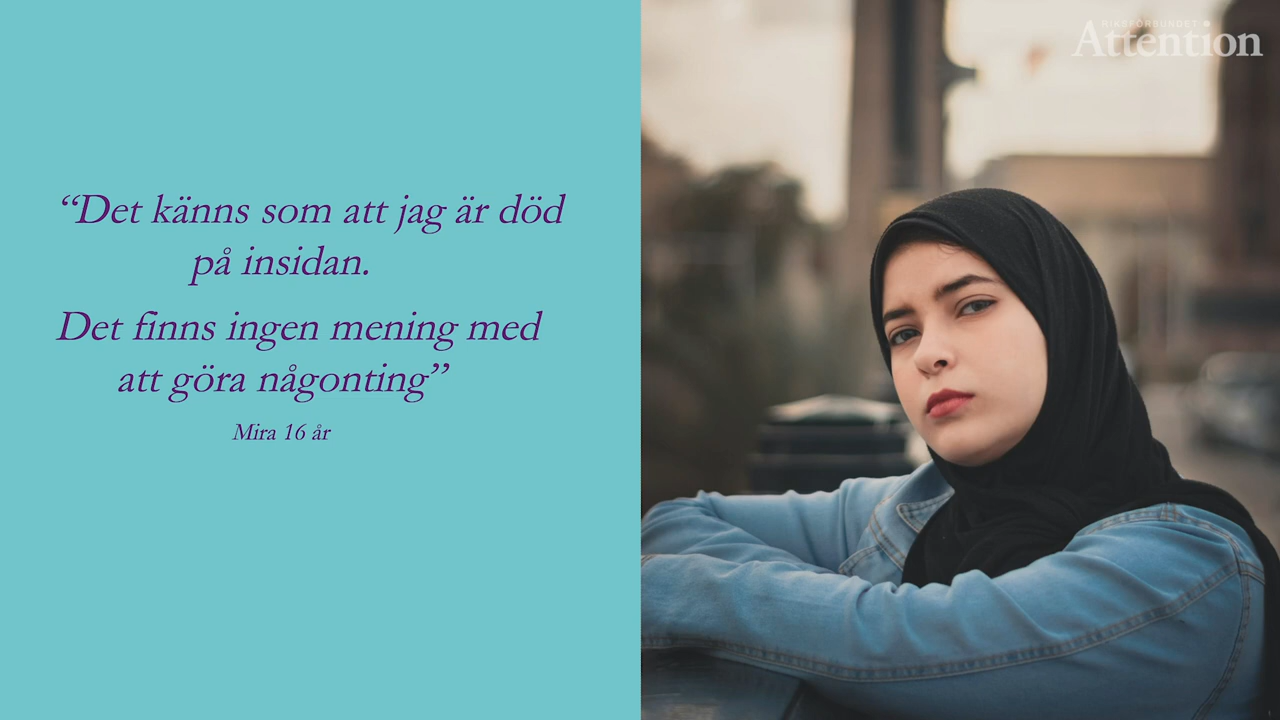 “Det känns som att jag är död
på insidan.
Det finns ingen mening med
att göra någonting”
Mira 16 år
RIKSFÖRBUNDET
Attention